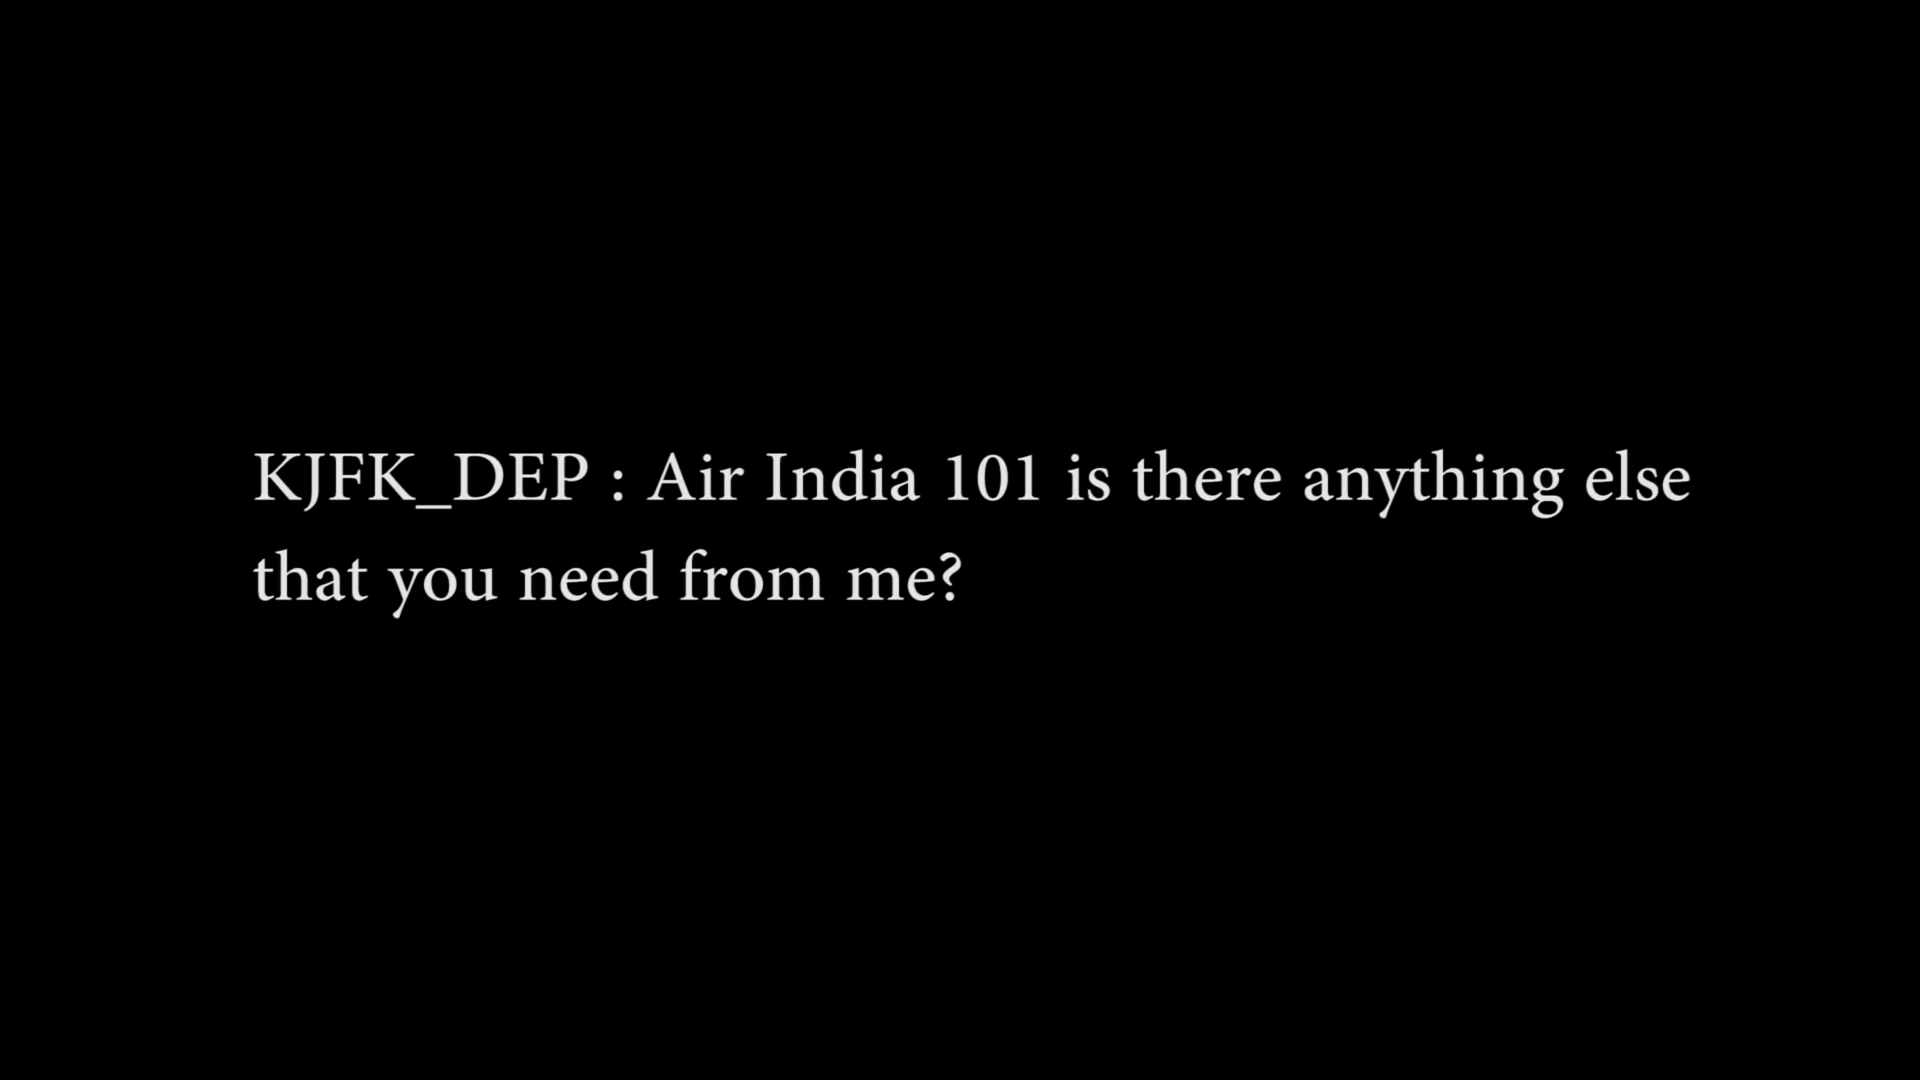 KJFK_DEP : Air India 101 is there anything else
that you need from me?